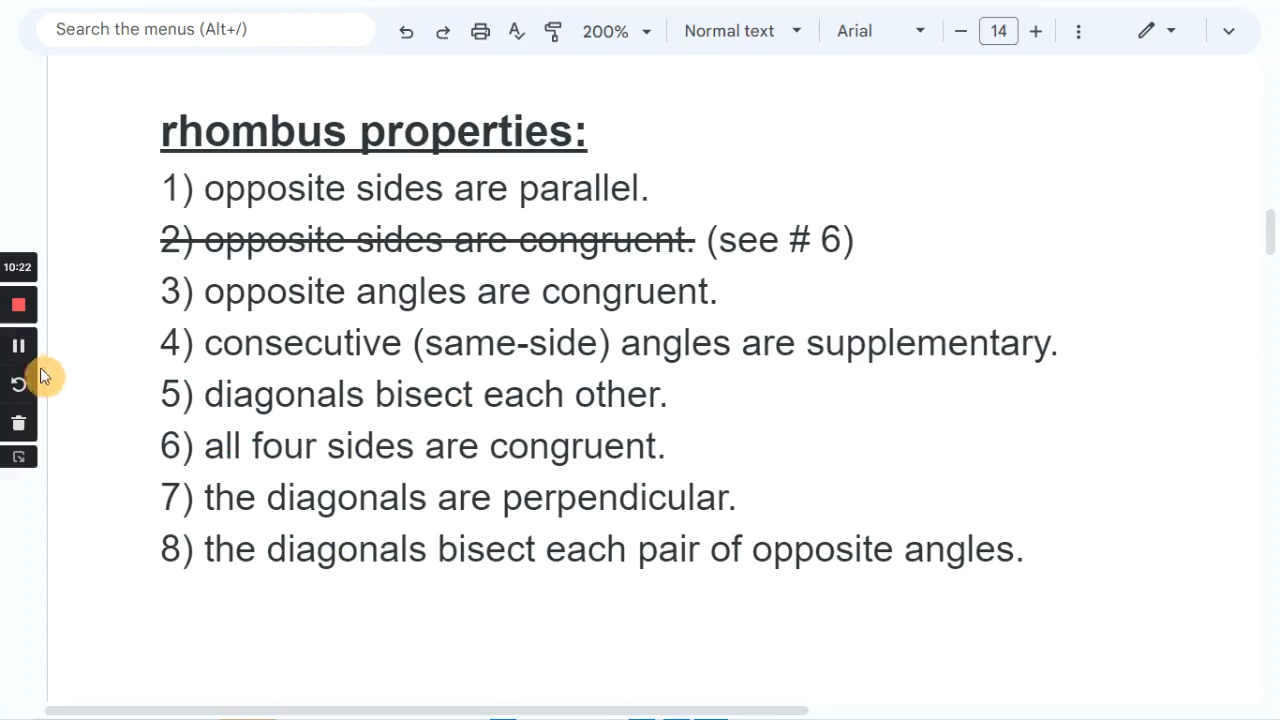 Search the menus (Alt+/)
200%
Normal text
Arial
14
rhombus properties:
1) opposite sides are parallel.
2) opposite sides are congruent. (see # 6)
10:22
3) opposite angles are congruent.
4) consecutive (same-side) angles are supplementary.
5) diagonals bisect each other.
6) all four sides are congruent.
7) the diagonals are perpendicular.
8) the diagonals bisect each pair of opposite angles.